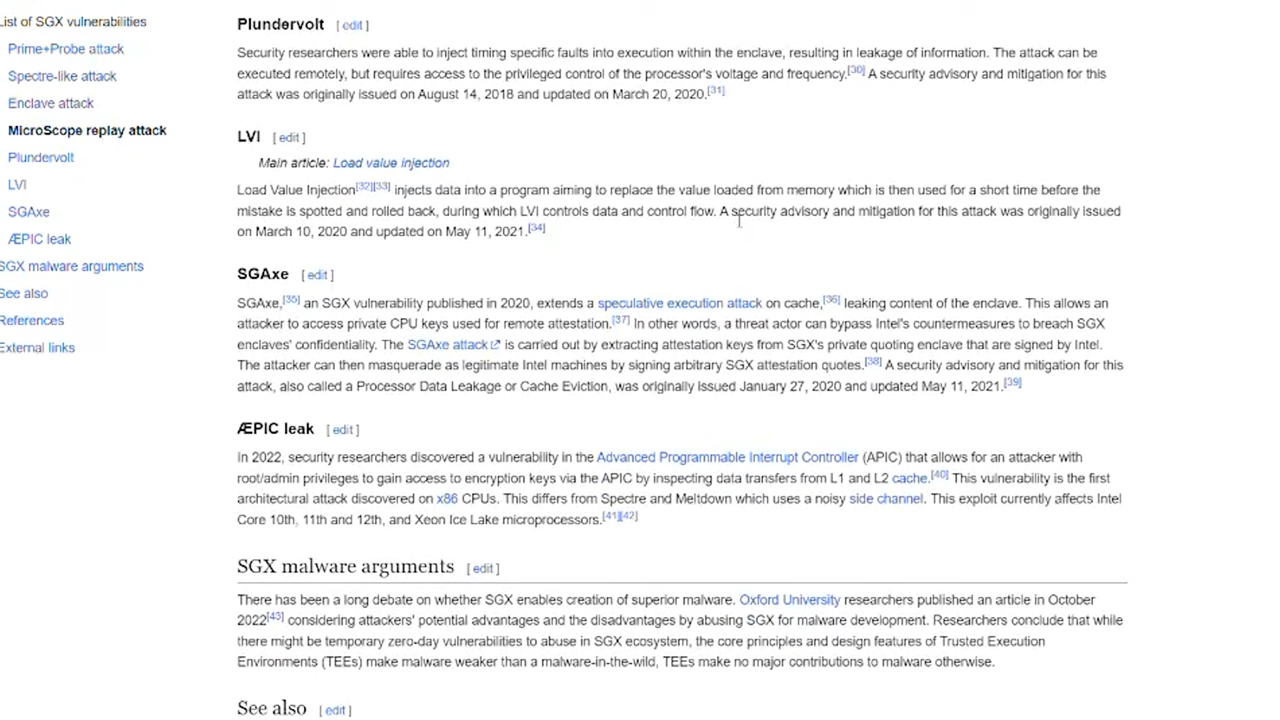 List of SGX vulnerabilities
Prime+Probe attack
Spectre-like attack
Enclave attack
MicroScope replay attack
Plundervolt
LVI
SGAxe
ÆPIC leak
SGX malware arguments
See also
References
External links
Plundervolt [ edit ]
Security researchers were able to inject timing specific faults into execution within the enclave, resulting in leakage of information. The attack can be
executed remotely, but requires access to the privileged control of the processor's voltage and frequency.[30] A security advisory and mitigation for this
attack was originally issued on August 14, 2018 and updated on March 20, 2020.[31]
LVI [ edit ]
Main article: Load value injection
Load Value Injection[32][33] injects data into a program aiming to replace the value loaded from memory which is then used for a short time before the
mistake is spotted and rolled back, during which LVI controls data and control flow. A security advisory and mitigation for this attack was originally issued
on March 10, 2020 and updated on May 11, 2021.[34]
SGAxe [ edit ]
SGAxe,[35] an SGX vulnerability published in 2020, extends a speculative execution attack on cache,[36] leaking content of the enclave. This allows an
attacker to access private CPU keys used for remote attestation.[37] In other words, a threat actor can bypass Intel's countermeasures to breach SGX
enclaves' confidentiality. The SGAxe attack is carried out by extracting attestation keys from SGX's private quoting enclave that are signed by Intel.
The attacker can then masquerade as legitimate Intel machines by signing arbitrary SGX attestation quotes.[38] A security advisory and mitigation for this
attack, also called a Processor Data Leakage or Cache Eviction, was originally issued January 27, 2020 and updated May 11, 2021.[39]
ÆPIC leak [ edit ]
In 2022, security researchers discovered a vulnerability in the Advanced Programmable Interrupt Controller (APIC) that allows for an attacker with
root/admin privileges to gain access to encryption keys via the APIC by inspecting data transfers from L1 and L2 cache.[40] This vulnerability is the first
architectural attack discovered on x86 CPUs. This differs from Spectre and Meltdown which uses a noisy side channel. This exploit currently affects Intel
Core 10th, 11th and 12th, and Xeon Ice Lake microprocessors.[41][42]
SGX malware arguments [ edit ]
There has been a long debate on whether SGX enables creation of superior malware. Oxford University researchers published an article in October
2022[43] considering attackers' potential advantages and the disadvantages by abusing SGX for malware development. Researchers conclude that while
there might be temporary zero-day vulnerabilities to abuse in SGX ecosystem, the core principles and design features of Trusted Execution
Environments (TEEs) make malware weaker than a malware-in-the-wild, TEEs make no major contributions to malware otherwise.
See also [ edit ]